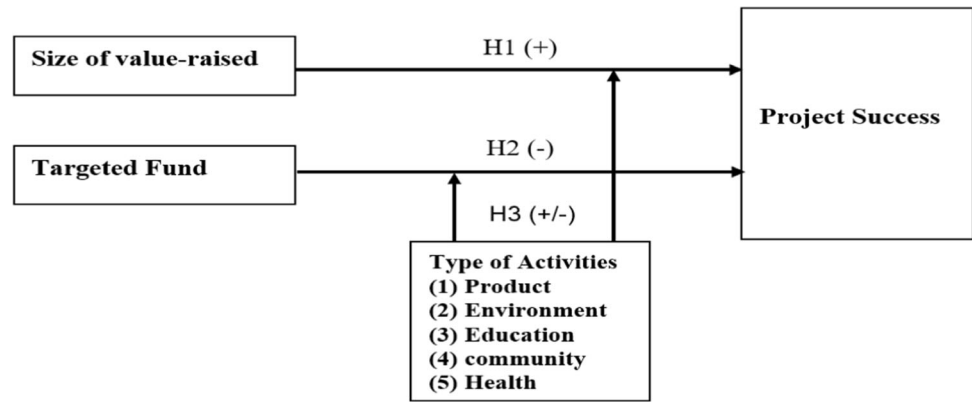 Size of value-raised
H1 (+)
Project Success
Targeted Fund
H2 (-)
H3 (+/-)
Type of Activities
(1) Product
(2) Environment
(3) Education
(4) community
(5) Health